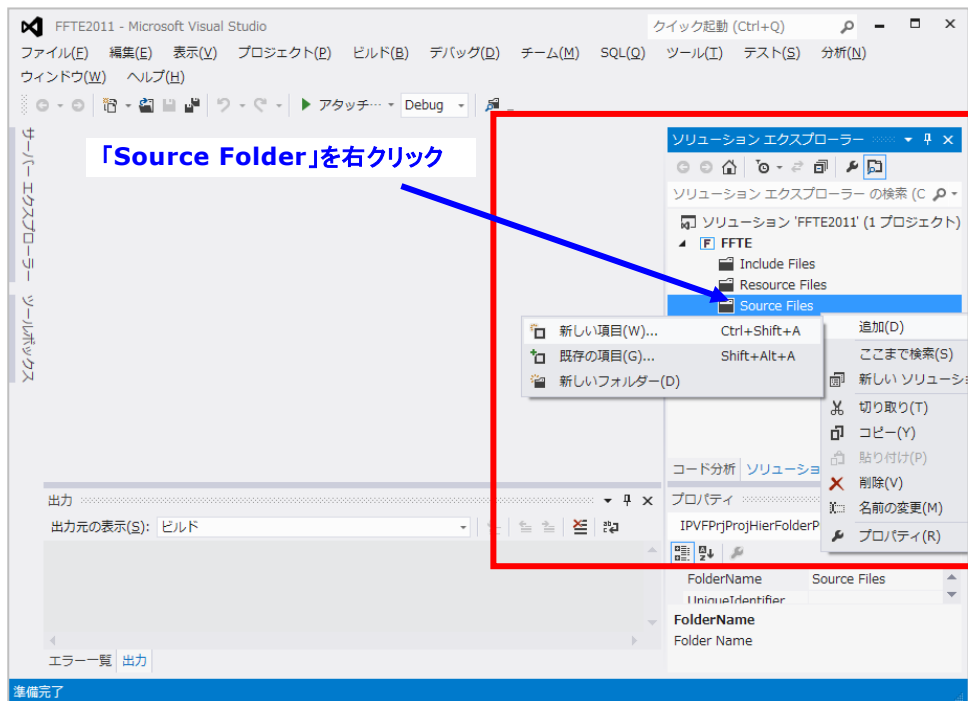 FFTE2011 - Microsoft Visual Studio
クイック起動 (Ctrl+Q)
ファイル(F) 編集(E) 表示(V) プロジェクト(P) ビルド(B) デバッグ(D) チーム(M) SQL(Q) ツール(T) テスト(S) 分析(N)
ウィンドウ(W) ヘルプ(H)
アタッチ… Debug
サーバー エクスプローラー
ツールボックス
「Source Folder」を右クリック
ソリューション エクスプローラー
ソリューション エクスプローラー の検索 (C
ソリューション 'FFTE2011' (1 プロジェクト)
FFTE
Include Files
Resource Files
Source Files
新しい項目(W)... Ctrl+Shift+A
既存の項目(G)... Shift+Alt+A
新しいフォルダー(D)
追加(D)
ここまで検索(S)
新しい ソリューショ
切り取り(T)
コピー(Y)
貼り付け(P)
削除(V)
名前の変更(M)
プロパティ(R)
コード分析 ソリューショ
出力
出力元の表示(S): ビルド
プロパティ
IPVFPrjProjHierFolderP
FolderName Source Files
UniqueIdentifier
FolderName
Folder Name
エラー一覧 出力
準備完了